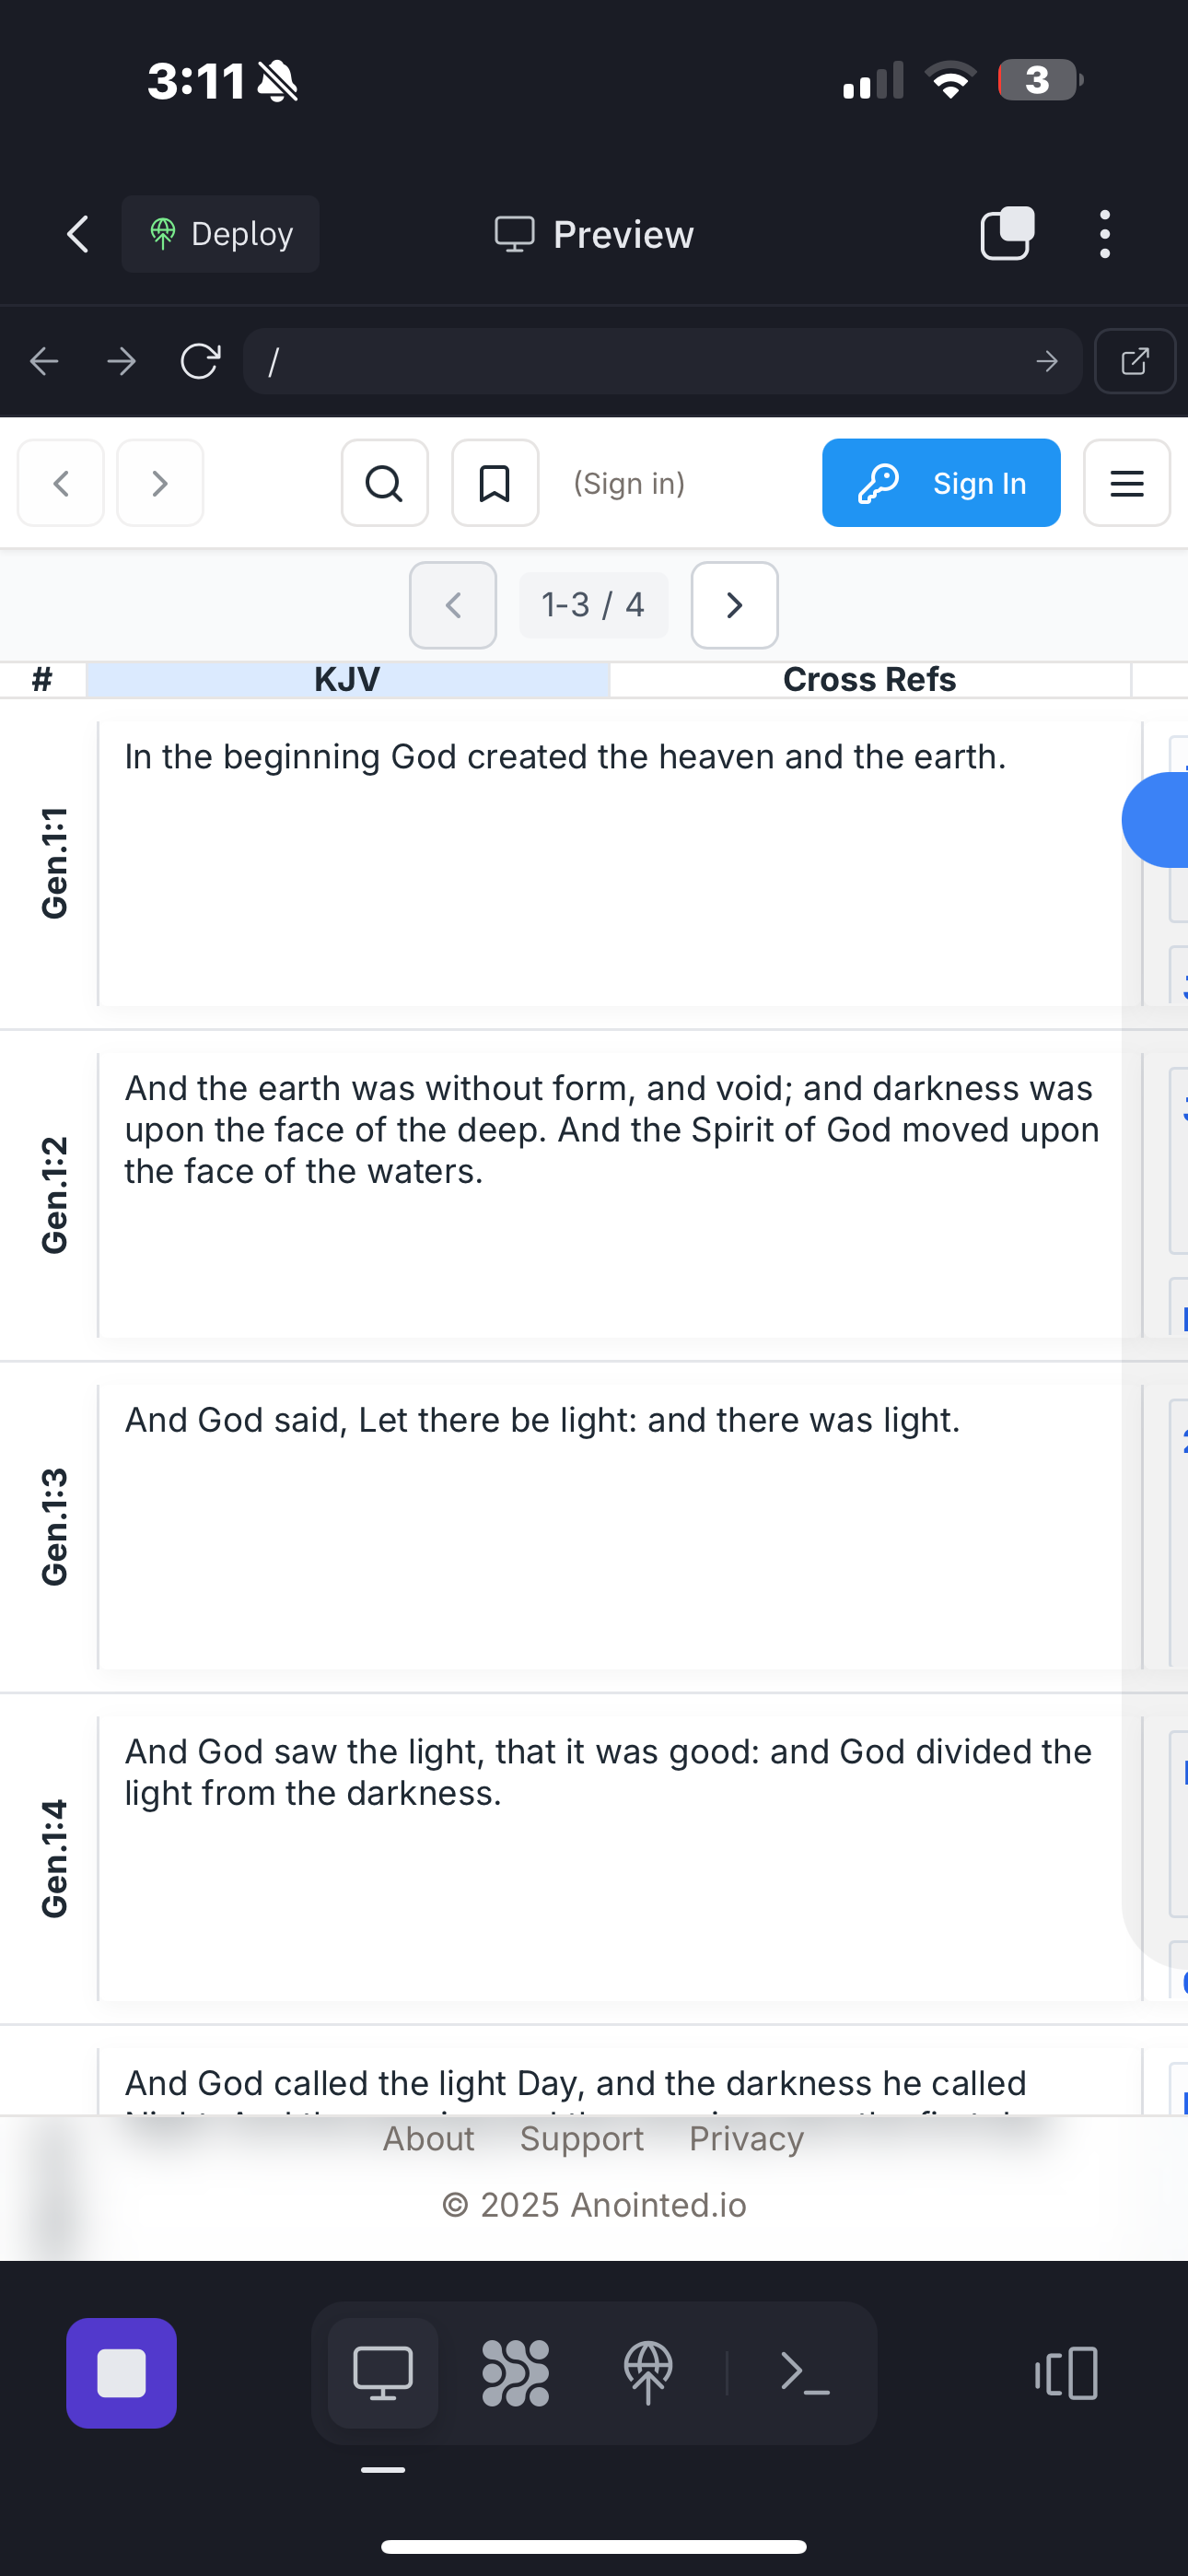 3:11
3
Deploy
Preview
/
(Sign in)
Sign In
1-3 / 4
# KJV Cross Refs
Gen.1:1
In the beginning God created the heaven and the earth.
Gen.1:2
And the earth was without form, and void; and darkness was
upon the face of the deep. And the Spirit of God moved upon
the face of the waters.
Gen.1:3
And God said, Let there be light: and there was light.
Gen.1:4
And God saw the light, that it was good: and God divided the
light from the darkness.
And God called the light Day, and the darkness he called
About Support Privacy
© 2025 Anointed.io